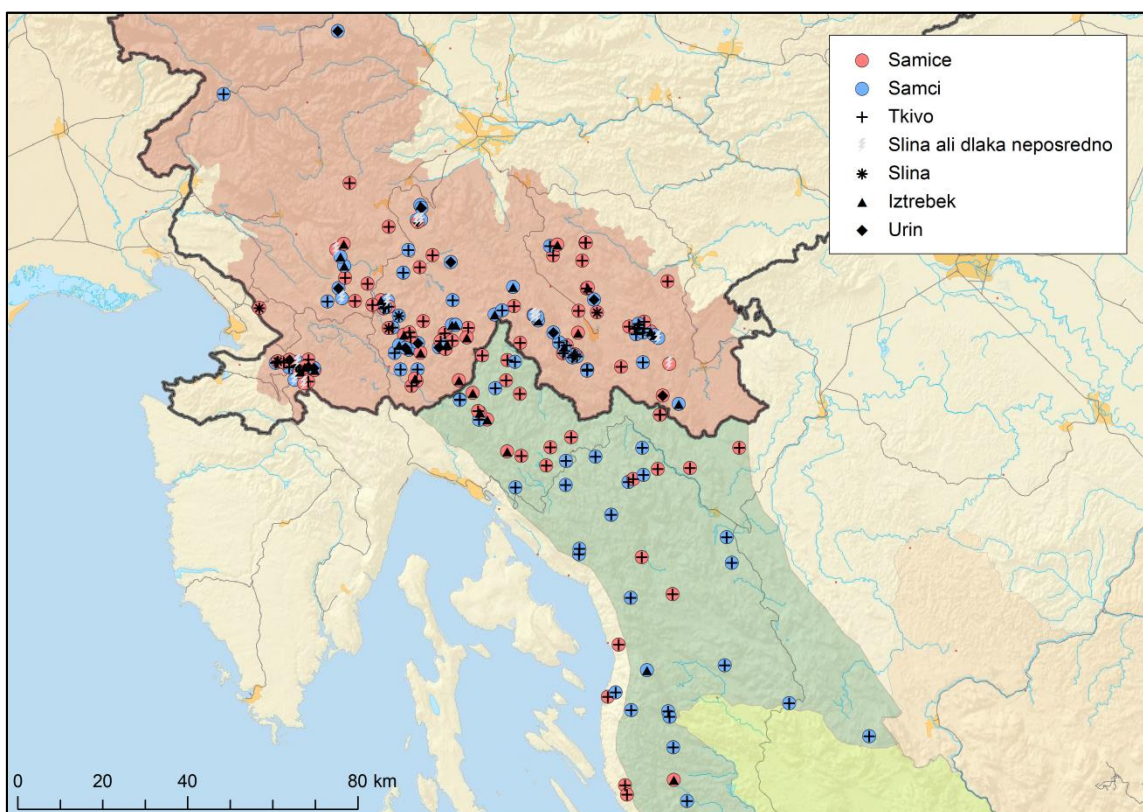 Samice
Samci
Tkivo
Slina ali dlaka neposredno
Slina
Iztrebek
Urin
0 20 40 80 km